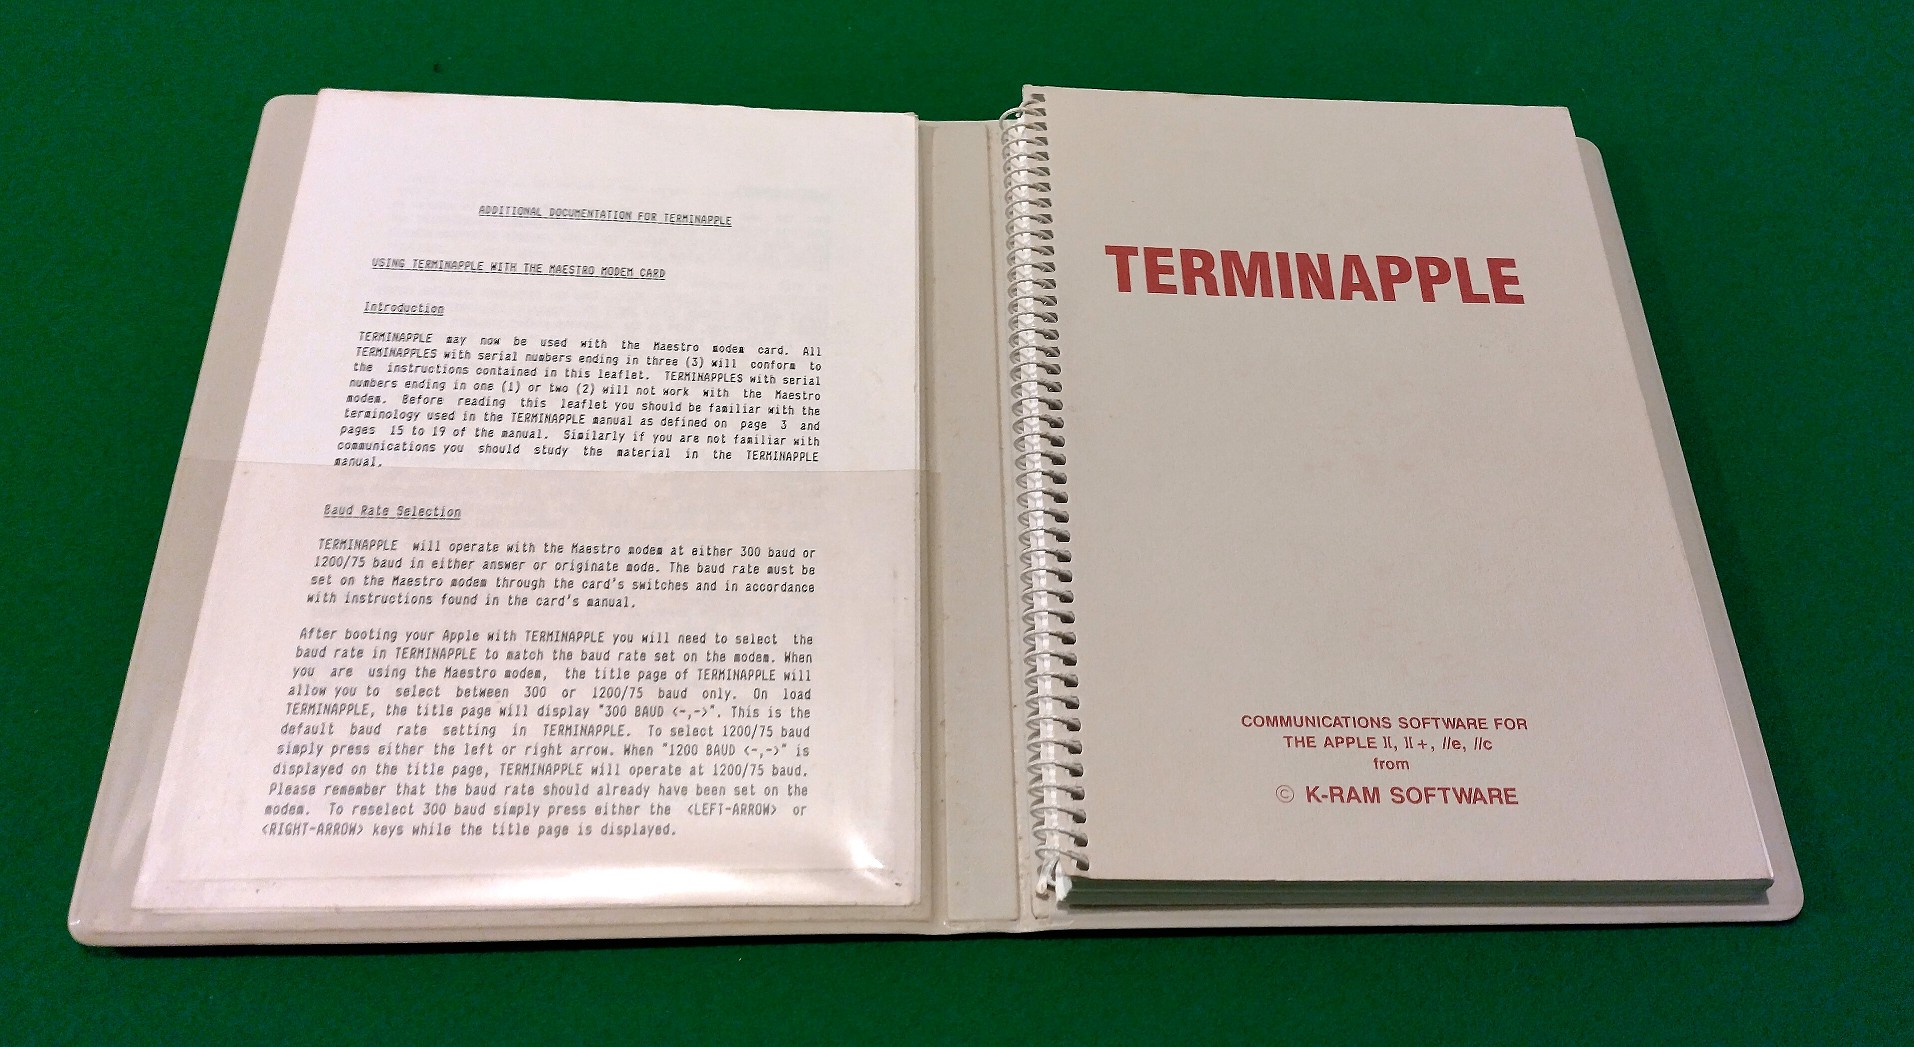 ADDITIONAL DOCUMENTATION FOR TERMINAPPLE
USING TERMINAPPLE WITH THE MAESTRO MODEM CARD
Introduction
TERMINAPPLE may now be used with the Maestro modem card. All
TERMINAPPLES with serial numbers ending in three (3) will conform to
the instructions contained in this leaflet. TERMINAPPLES with serial
numbers ending in one (1) or two (2) will not work with the Maestro
modem. Before reading this leaflet you should be familiar with the
terminology used in the TERMINAPPLE manual as defined on page 3 and
pages 15 to 19 of the manual. Similarly if you are not familiar with
communications you should study the material in the TERMINAPPLE
manual.
Baud Rate Selection
TERMINAPPLE will operate with the Maestro modem at either 300 baud or
1200/75 baud in either answer or originate mode. The baud rate must be
set on the Maestro modem through the card's switches and in accordance
with instructions found in the card's manual.
After booting your Apple with TERMINAPPLE you will need to select the
baud rate in TERMINAPPLE to match the baud rate set on the modem. When
you are using the Maestro modem, the title page of TERMINAPPLE will
allow you to select between 300 or 1200/75 baud only. On load
TERMINAPPLE, the title page will display "300 BAUD <-,->". This is the
default baud rate setting in TERMINAPPLE. To select 1200/75 baud
simply press either the left or right arrow. When "1200 BAUD <-,->" is
displayed on the title page, TERMINAPPLE will operate at 1200/75 baud.
Please remember that the baud rate should already have been set on the
modem. To reselect 300 baud simply press either the <LEFT-ARROW> or
<RIGHT-ARROW> keys while the title page is displayed.
TERMINAPPLE
COMMUNICATIONS SOFTWARE FOR
THE APPLE ][, ][+, //e, //c
from
© K-RAM SOFTWARE